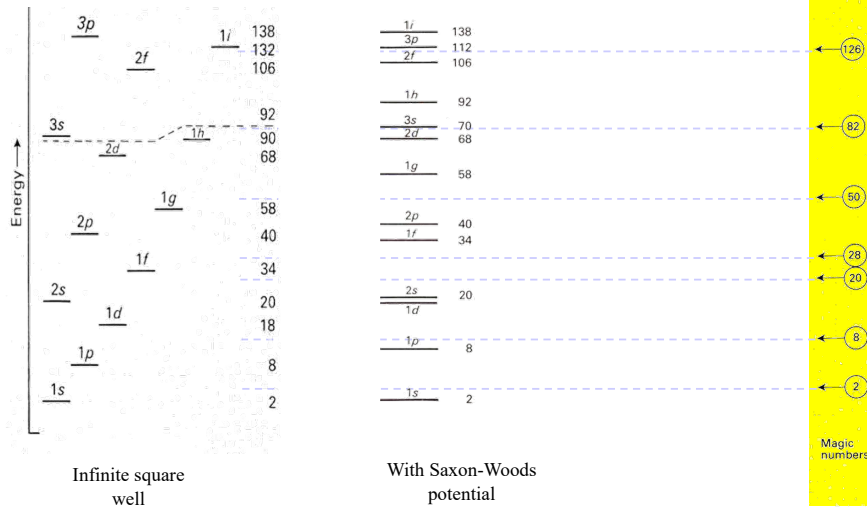 Energy
3p
1i
138
132
2f
106
92
3s
1h
90
2d
68
1g
58
2p
40
1f
34
2s
20
1d
18
1p
8
1s
2
Infinite square
well
1i
138
3p
112
2f
106
1h
92
3s
70
2d
68
1g
58
2p
40
1f
34
2s
20
1d
1p
8
1s
2
With Saxon-Woods
potential
126
82
50
28
20
8
2
Magic
numbers